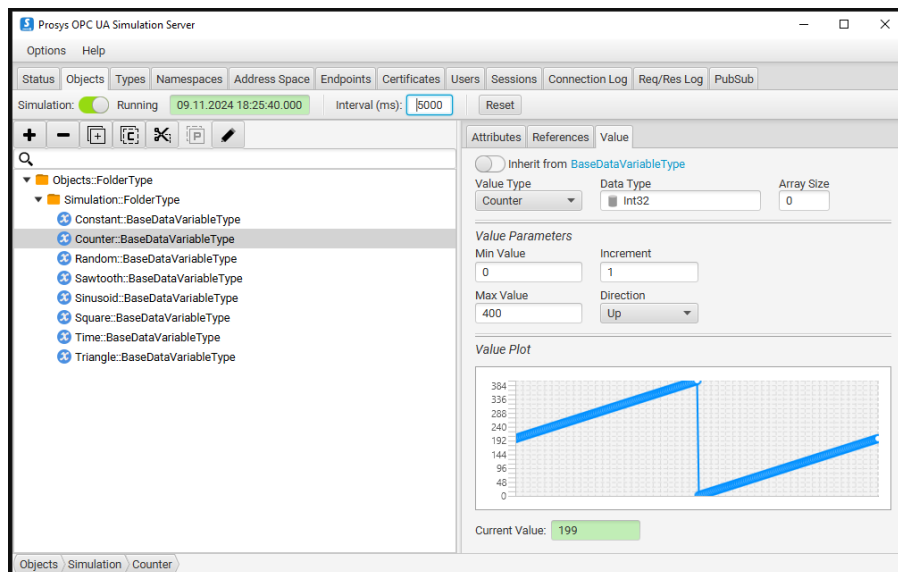 Prosys OPC UA Simulation Server
Options Help
Status Objects Types Namespaces Address Space Endpoints Certificates Users Sessions Connection Log Req/Res Log PubSub
Simulation: Running 09.11.2024 18:25:40.000 Interval (ms): 5000 Reset
Attributes References Value
Inherit from BaseDataVariableType
Value Type Data Type Array Size
Counter Int32 0
Value Parameters
Min Value Increment
0 1
Max Value Direction
400 Up
Value Plot
384
336
288
240
192
144
96
48
0
Current Value: 199
Objects::FolderType
Simulation::FolderType
Constant::BaseDataVariableType
Counter::BaseDataVariableType
Random::BaseDataVariableType
Sawtooth::BaseDataVariableType
Sinusoid::BaseDataVariableType
Square::BaseDataVariableType
Time::BaseDataVariableType
Triangle::BaseDataVariableType
Objects Simulation Counter